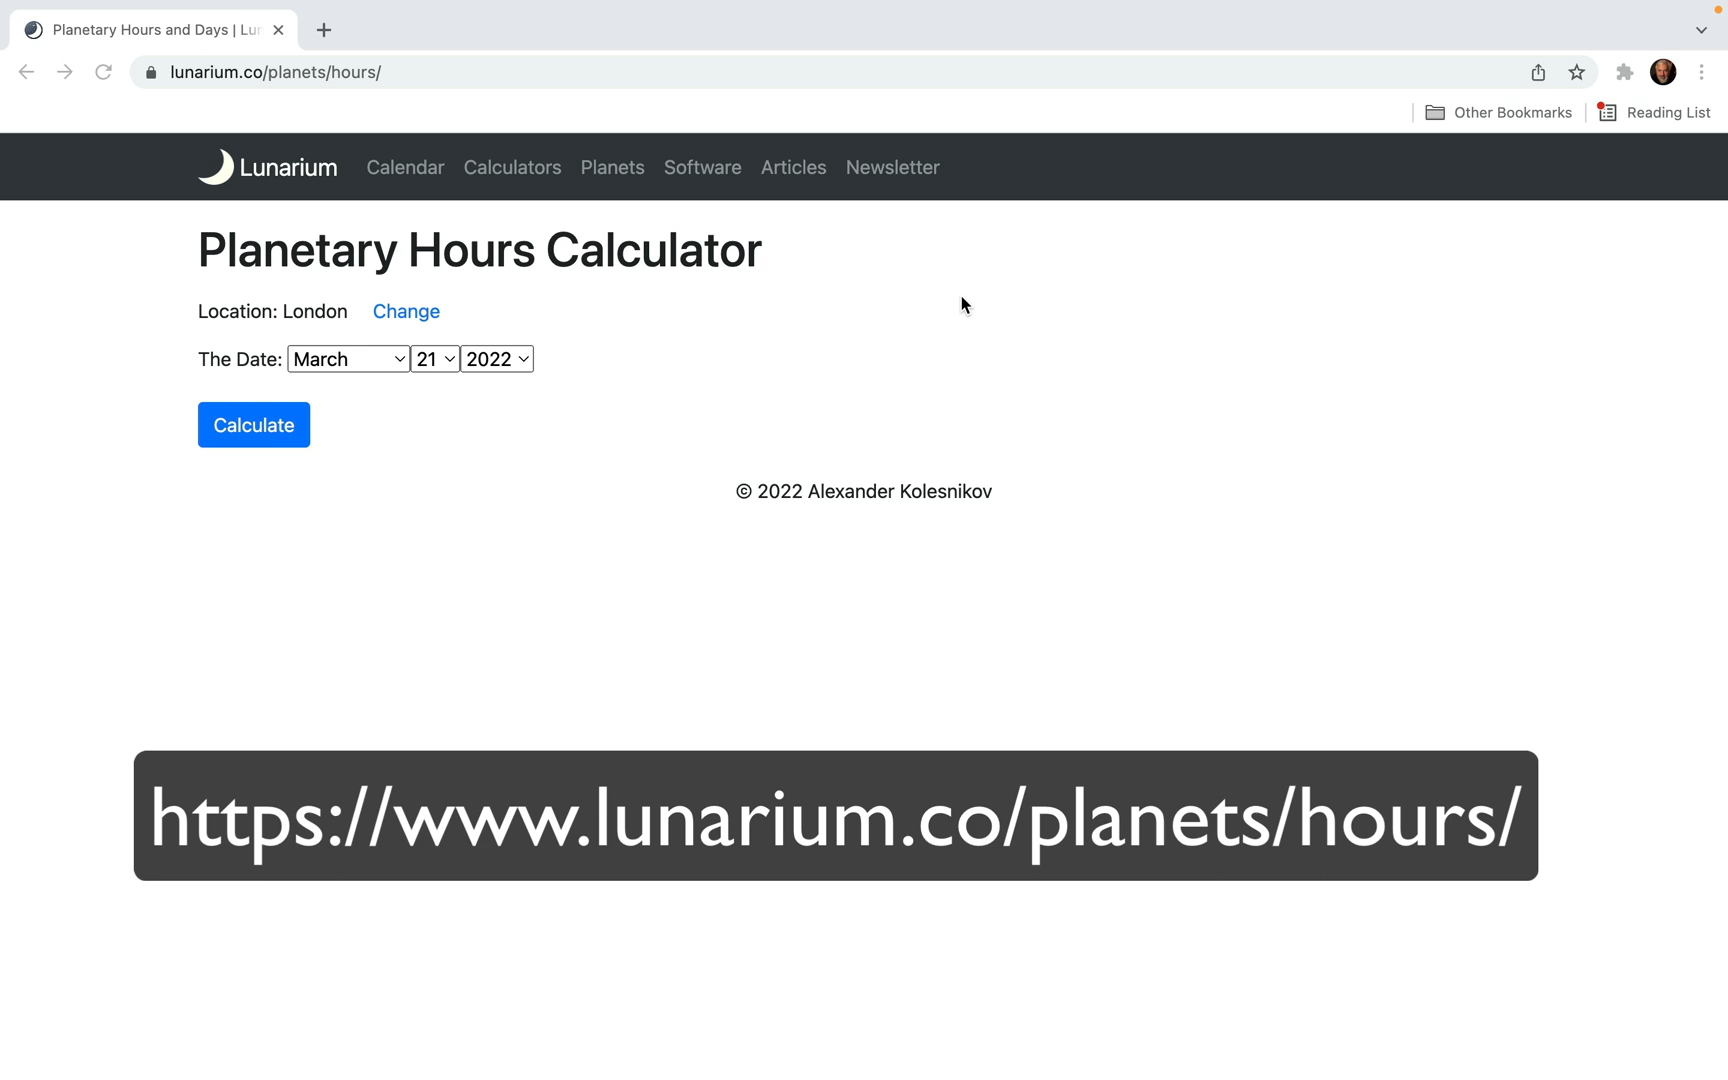 Planetary Hours and Days | Lu
lunarium.co/planets/hours/
Other Bookmarks
Reading List
Lunarium
Calendar
Calculators
Planets
Software
Articles
Newsletter
Planetary Hours Calculator
Location: London Change
The Date: March 21 2022
Calculate
© 2022 Alexander Kolesnikov
https://www.lunarium.co/planets/hours/